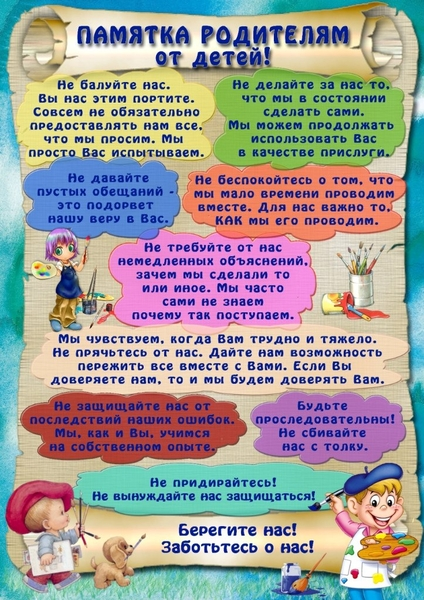 ПАМЯТКА РОДИТЕЛЯМ
от детей!
Не балуйте нас.
Вы нас этим портите.
Совсем не обязательно
предоставлять нам все,
что мы просим. Мы
просто Вас испытываем.
Не делайте за нас то,
что мы в состоянии
сделать сами.
Мы можем продолжать
использовать Вас
в качестве прислуги.
Не давайте
пустых обещаний -
это подорвет
нашу веру в Вас.
Не беспокойтесь о том, что
мы мало времени проводим
вместе. Для нас важно то,
КАК мы его проводим.
Не требуйте от нас
немедленных объяснений,
зачем мы сделали то
или иное. Мы часто
сами не знаем
почему так поступаем.
Мы чувствуем, когда Вам трудно и тяжело.
Не прячьтесь от нас. Дайте нам возможность
пережить все вместе с Вами. Если Вы
доверяете нам, то и мы будем доверять Вам.
Не защищайте нас от
последствий наших ошибок.
Мы, как и Вы, учимся
на собственном опыте.
Будьте
последовательны!
Не сбивайте
нас с толку.
Не придирайтесь!
Не вынуждайте нас защищаться!
Берегите нас!
Заботьтесь о нас!